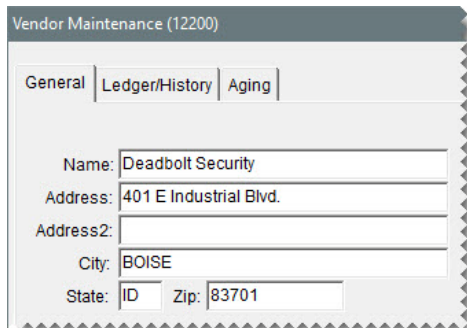 Vendor Maintenance (12200)
General Ledger/History Aging
Name: Deadbolt Security
Address: 401 E Industrial Blvd.
Address2:
City: BOISE
State: ID Zip: 83701